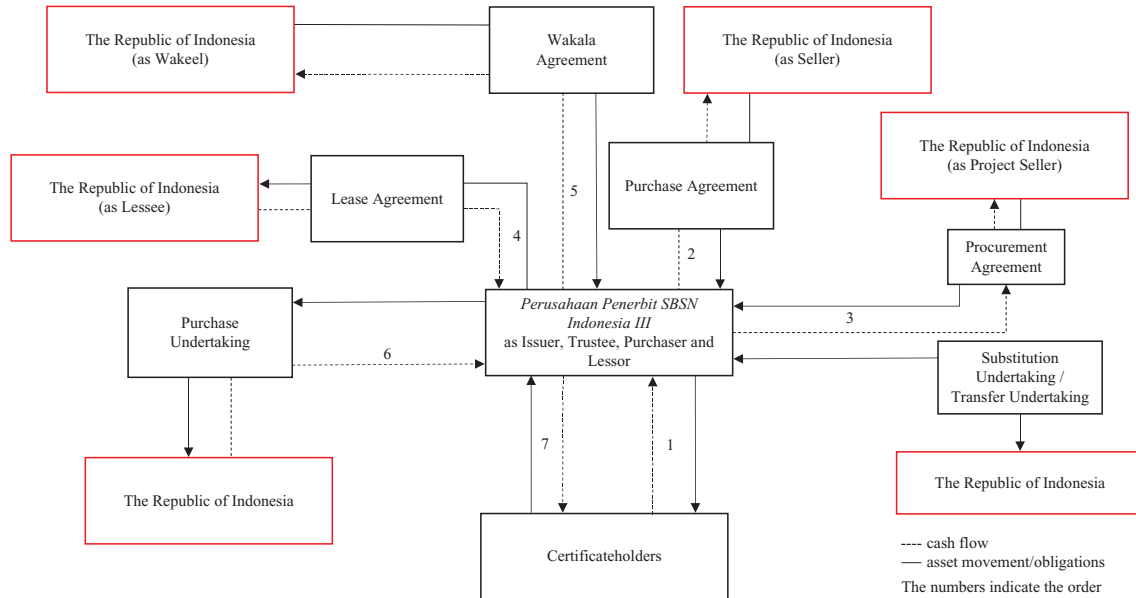 The Republic of Indonesia
(as Wakeel)
Wakala
Agreement
The Republic of Indonesia
(as Seller)
The Republic of Indonesia
(as Project Seller)
The Republic of Indonesia
(as Lessee)
Lease Agreement
5
Purchase Agreement
4
2
Procurement
Agreement
Purchase
Undertaking
6
Perusahaan Penerbit SBSN
Indonesia III
as Issuer, Trustee, Purchaser and
Lessor
3
Substitution
Undertaking /
Transfer Undertaking
7
1
The Republic of Indonesia
The Republic of Indonesia
Certificateholders
---- cash flow
— asset movement/obligations
The numbers indicate the order